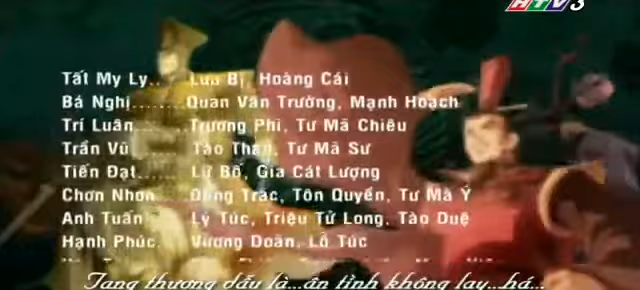 HTV3
Tất My Ly.... Lưu Bị, Hoàng Cái
Bá Nghị........Quan Vân Trường, Mạnh Hoạch
Trí Luân...... Trương Phi, Tư Mã Chiêu
Trần Vũ Tào Tháo, Tư Mã Sư
Tiến Đạt...... Lữ Bố, Gia Cát Lượng
Chơn Nhơn... Đổng Trác, Tôn Quyền, Tư Mã Ý
Anh Tuấn Lý Túc, Triệu Tử Long, Tào Duệ
Hạnh Phúc. Vương Doãn, Lỗ Túc
Tang thương dẫu là...ân tình không lay...há...